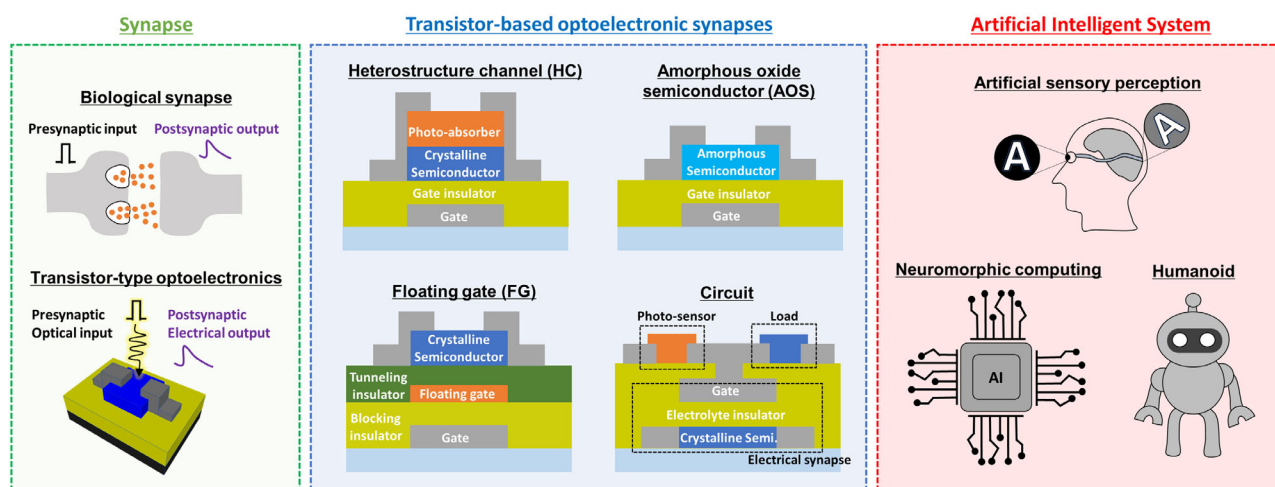 Synapse
Biological synapse
Presynaptic input
Postsynaptic output
Transistor-type optoelectronics
Presynaptic
Optical input
Postsynaptic
Electrical output
Transistor-based optoelectronic synapses
Heterostructure channel (HC)
Photo-absorber
Crystalline
Semiconductor
Gate insulator
Gate
Amorphous oxide
semiconductor (AOS)
Amorphous
Semiconductor
Gate insulator
Gate
Floating gate (FG)
Crystalline
Semiconductor
Tunneling
insulator
Floating gate
Blocking
insulator
Gate
Circuit
Photo-sensor
Load
Gate
Electrolyte insulator
Crystalline Semi.
Electrical synapse
Artificial Intelligent System
Artificial sensory perception
A
A
Neuromorphic computing
AI
Humanoid